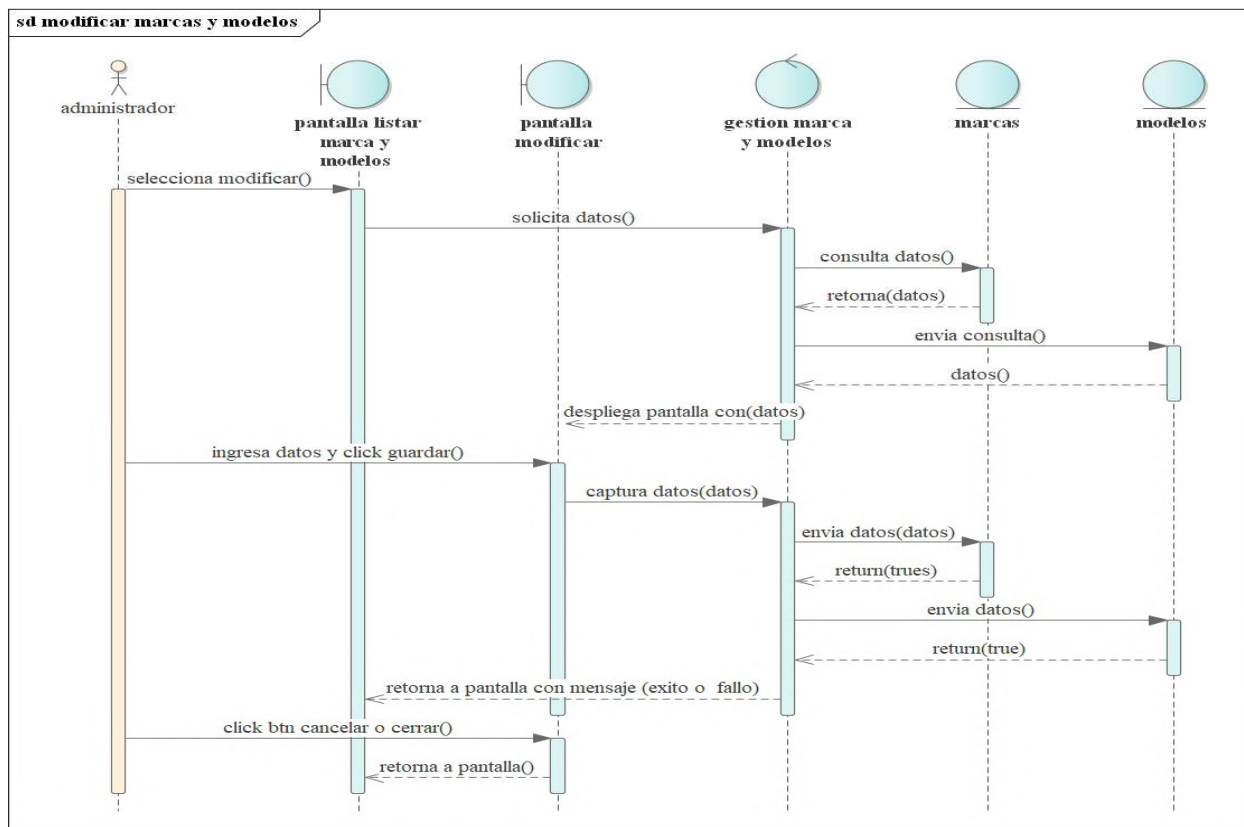 sd modificar marcas y modelos
administrador
pantalla listar
marca y
modelos
pantalla
modificar
gestion marca
y modelos
marcas
modelos
selecciona modificar()
solicita datos()
consulta datos()
retorna(datos)
envia consulta()
datos()
despliega pantalla con(datos)
ingresa datos y click guardar()
captura datos(datos)
envia datos(datos)
return(trues)
envia datos()
return(true)
retorna a pantalla con mensaje (exito o  fallo)
click btn cancelar o cerrar()
retorna a pantalla()